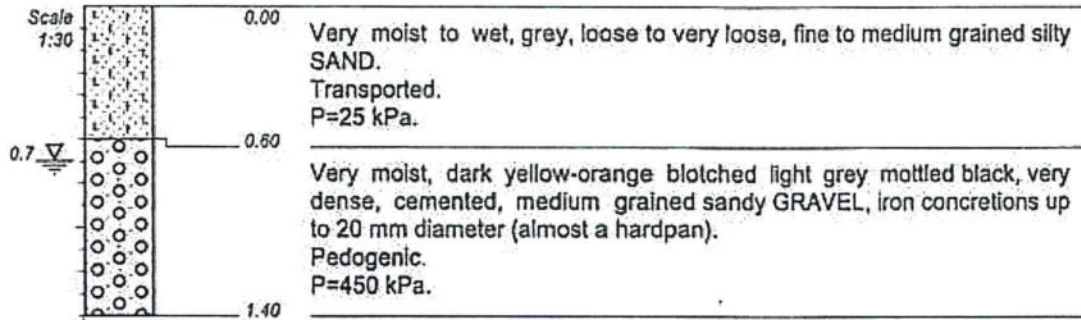 Scale
1:30
0.00
Very moist to wet, grey, loose to very loose, fine to medium grained silty
SAND.
Transported.
P=25 kPa.
0.60
0.7
Very moist, dark yellow-orange blotched light grey mottled black, very
dense, cemented, medium grained sandy GRAVEL, iron concretions up
to 20 mm diameter (almost a hardpan).
Pedogenic.
P=450 kPa.
1.40